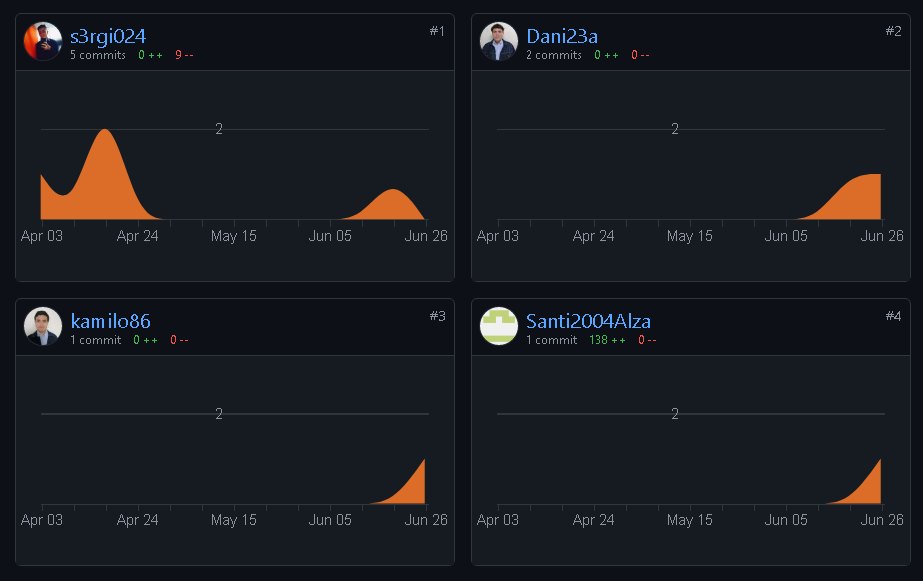 s3rgi024 #1
5 commits 0 ++ 9 --
2
Apr 03 Apr 24 May 15 Jun 05 Jun 26
Dani23a #2
2 commits 0 ++ 0 --
2
Apr 03 Apr 24 May 15 Jun 05 Jun 26
kamilo86 #3
1 commit 0 ++ 0 --
2
Apr 03 Apr 24 May 15 Jun 05 Jun 26
Santi2004Alza #4
1 commit 138 ++ 0 --
2
Apr 03 Apr 24 May 15 Jun 05 Jun 26